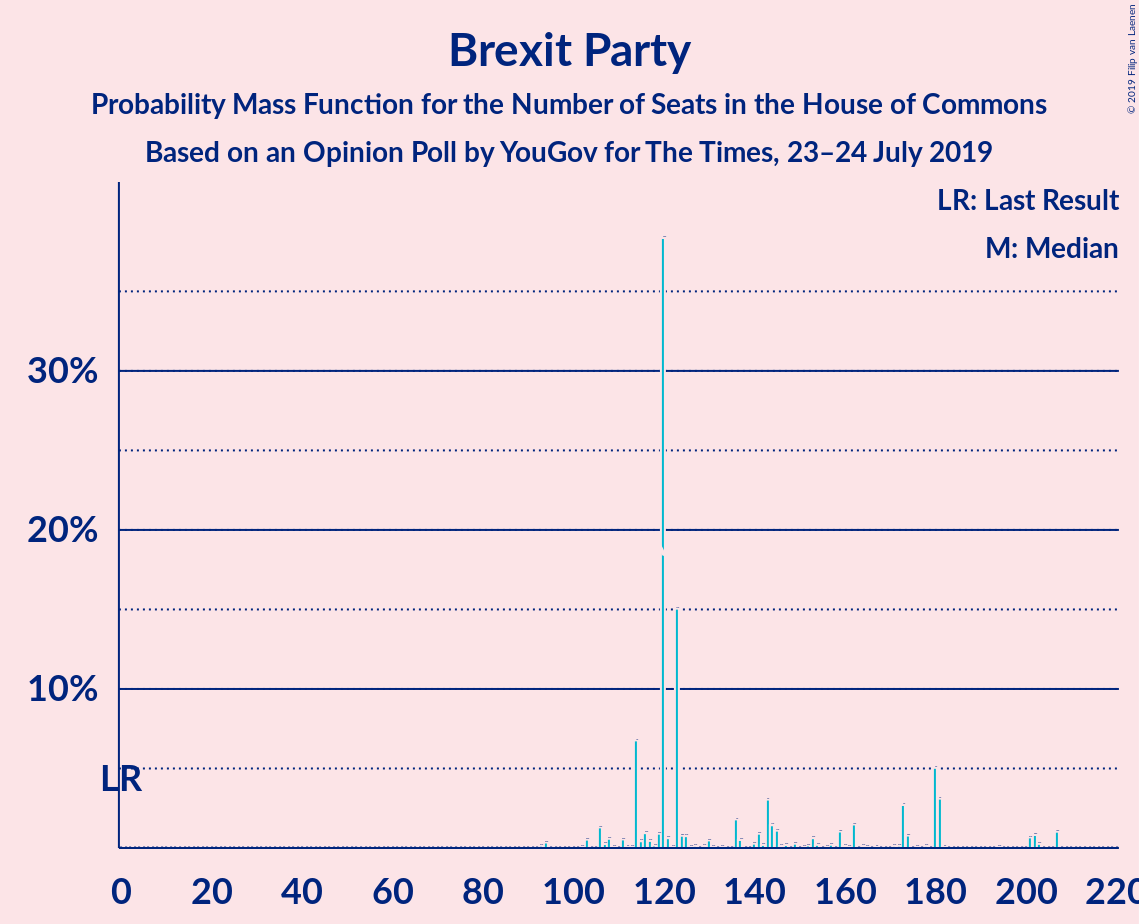 Brexit Party
Probability Mass Function for the Number of Seats in the House of Commons
Based on an Opinion Poll by YouGov for The Times, 23–24 July 2019
© 2019 Filip van Laenen
LR: Last Result
M: Median
30%
20%
10%
LR
0 20 40 60 80 100 120 140 160 180 200 220